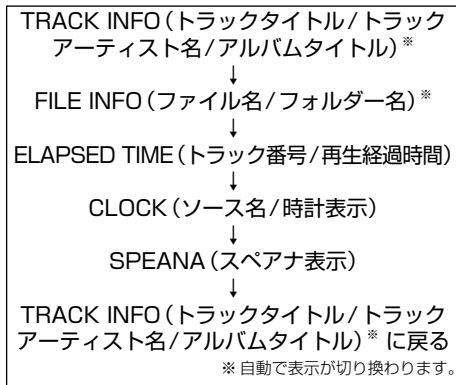 TRACK INFO（トラックタイトル/トラック
アーティスト名/アルバムタイトル）※
↓
FILE INFO（ファイル名/フォルダー名）※
↓
ELAPSED TIME（トラック番号/再生経過時間）
↓
CLOCK（ソース名/時計表示）
↓
SPEANA（スペアナ表示）
↓
TRACK INFO（トラックタイトル/トラック
アーティスト名/アルバムタイトル）※ に戻る
※ 自動で表示が切り換わります。